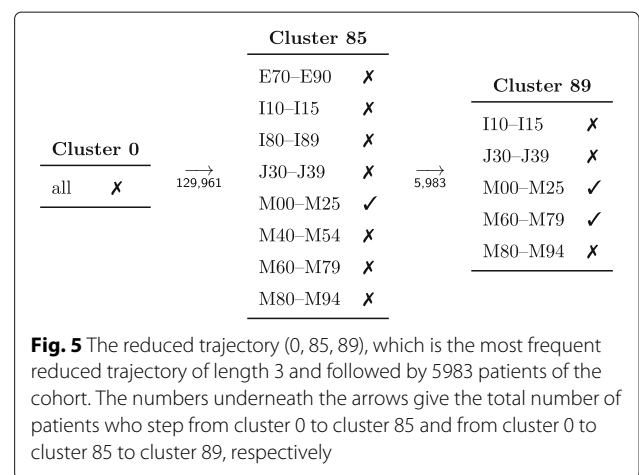 Cluster 0
all ✗
⟶
129,961
Cluster 85
E70–E90 ✗
I10–I15 ✗
I80–I89 ✗
J30–J39 ✗
M00–M25 ✓
M40–M54 ✗
M60–M79 ✗
M80–M94 ✗
⟶
5,983
Cluster 89
I10–I15 ✗
J30–J39 ✗
M00–M25 ✓
M60–M79 ✓
M80–M94 ✗
Fig. 5 The reduced trajectory (0, 85, 89), which is the most frequent
reduced trajectory of length 3 and followed by 5983 patients of the
cohort. The numbers underneath the arrows give the total number of
patients who step from cluster 0 to cluster 85 and from cluster 0 to
cluster 85 to cluster 89, respectively